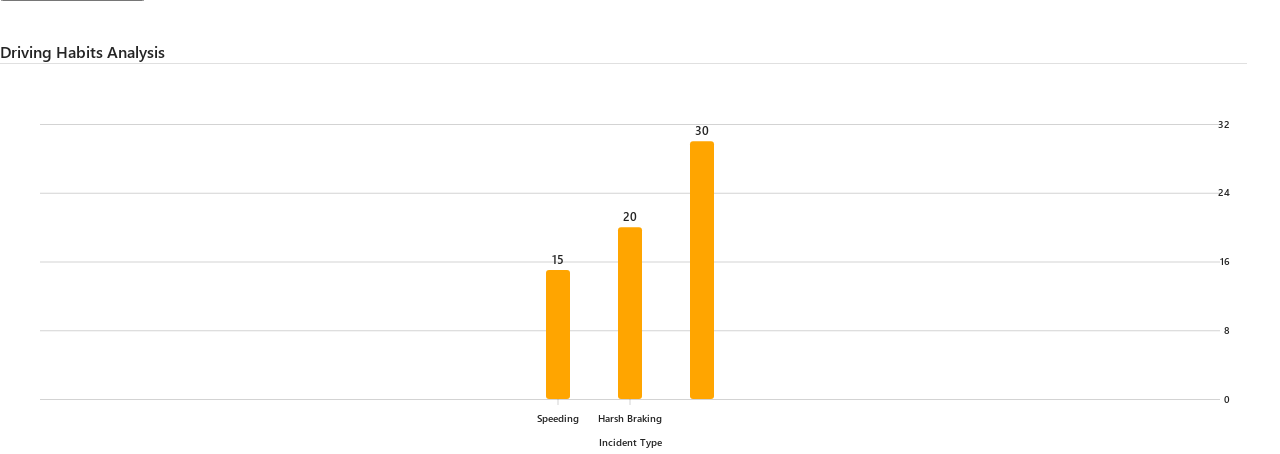 Driving Habits Analysis
32
30
24
20
16
15
8
0
Speeding Harsh Braking
Incident Type